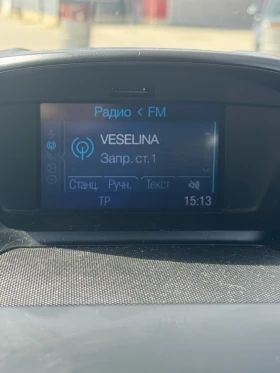 Радио < FM
VESELINA
Запр. ст.1
Станц. Ручн. Текст
TP 15:13